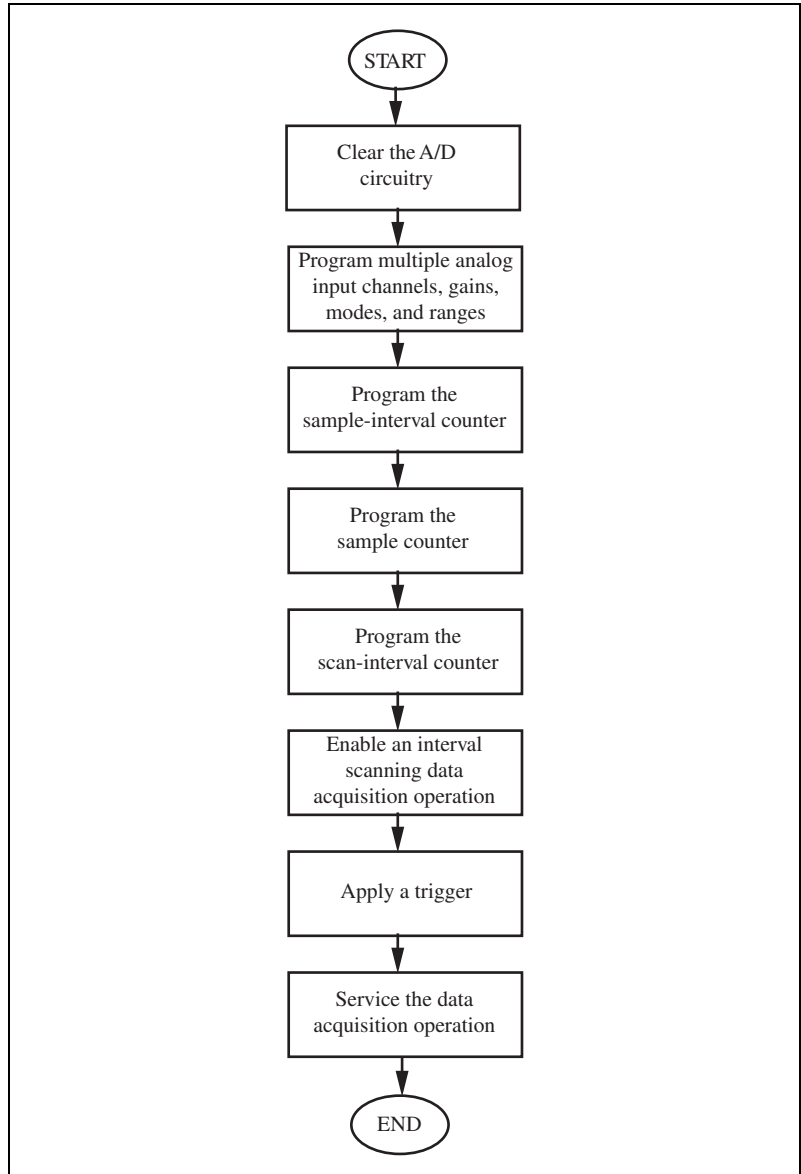 START
Clear the A/D
circuitry
Program multiple analog
input channels, gains,
modes, and ranges
Program the
sample-interval counter
Program the
sample counter
Program the
scan-interval counter
Enable an interval
scanning data
acquisition operation
Apply a trigger
Service the data
acquisition operation
END